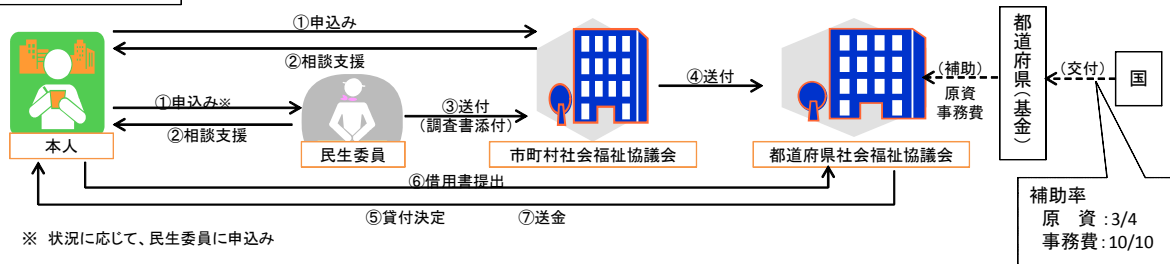 ①申込み
②相談支援
①申込み※
②相談支援
③送付
(調査書添付)
④送付
(補助)
原資
事務費
都道府県(基金)
(交付)
国
本人
民生委員
市町村社会福祉協議会
都道府県社会福祉協議会
⑥借用書提出
⑤貸付決定 ⑦送金
※ 状況に応じて、民生委員に申込み
補助率
原 資:3/4
事務費:10/10